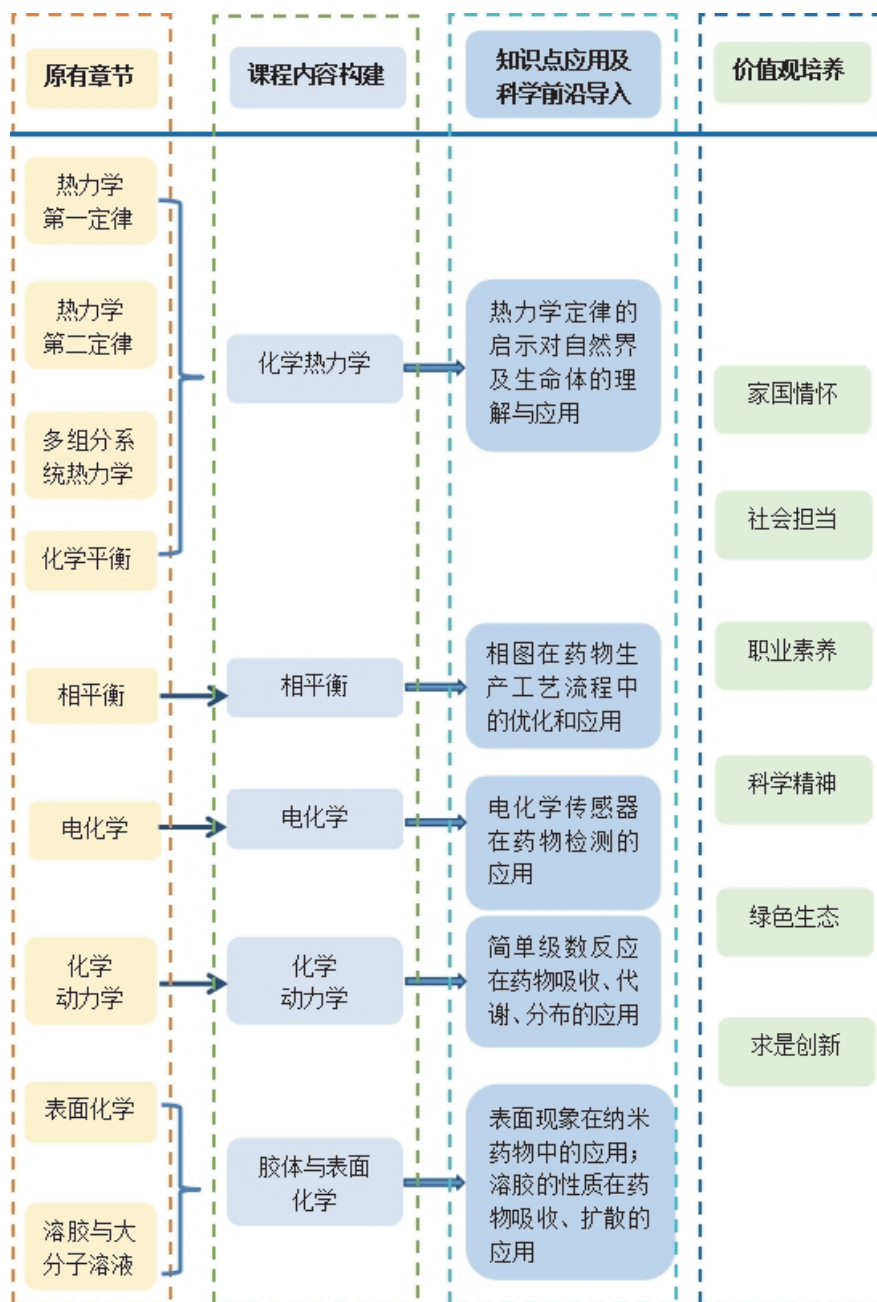 原有章节
课程内容构建
知识点应用及
科学前沿导入
价值观培养
热力学
第一定律
热力学
第二定律
多组分系
统热力学
化学平衡
相平衡
电化学
化学
动力学
表面化学
溶胶与大
分子溶液
化学热力学
相平衡
电化学
化学
动力学
胶体与表面
化学
热力学定律的
启示对自然界
及生命体的理
解与应用
相图在药物生
产工艺流程中
的优化和应用
电化学传感器
在药物检测的
应用
简单级数反应
在药物吸收、代
谢、分布的应用
表面现象在纳米
药物中的应用；
溶胶的性质在药
物吸收、扩散的
应用
家国情怀
社会担当
职业素养
科学精神
绿色生态
求是创新